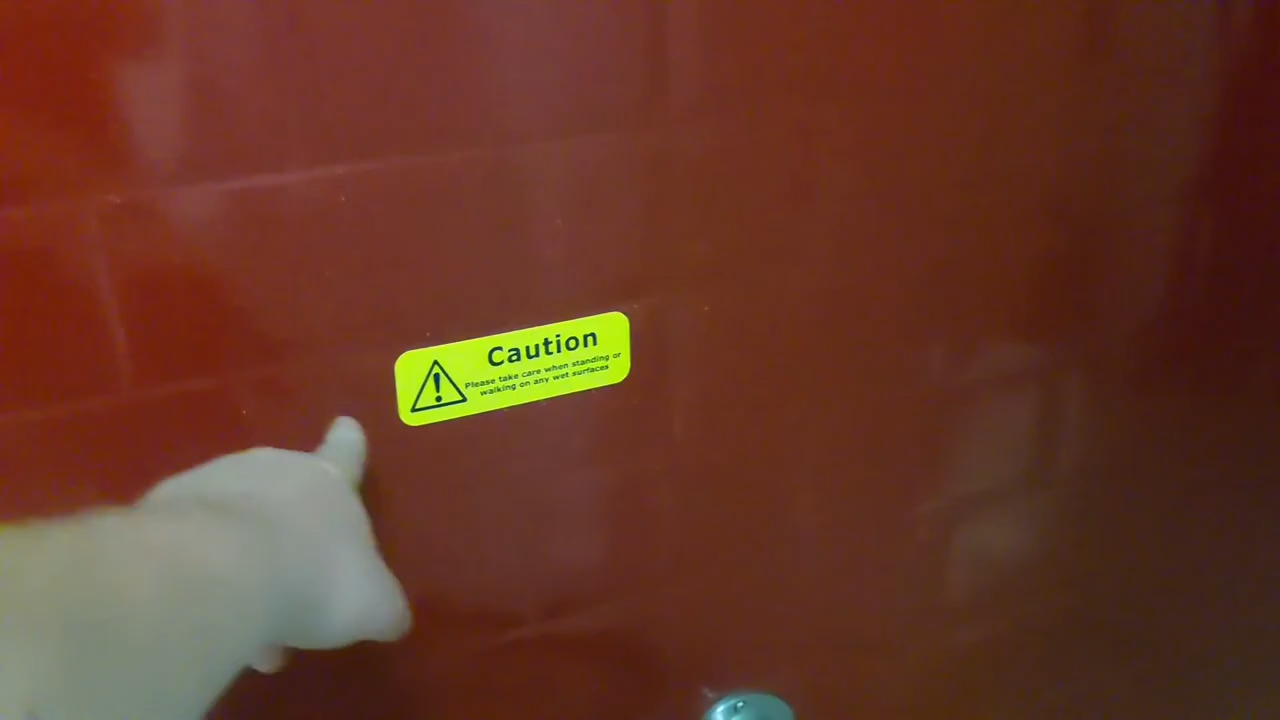 Caution
Please take care when standing or
walking on any wet surfaces